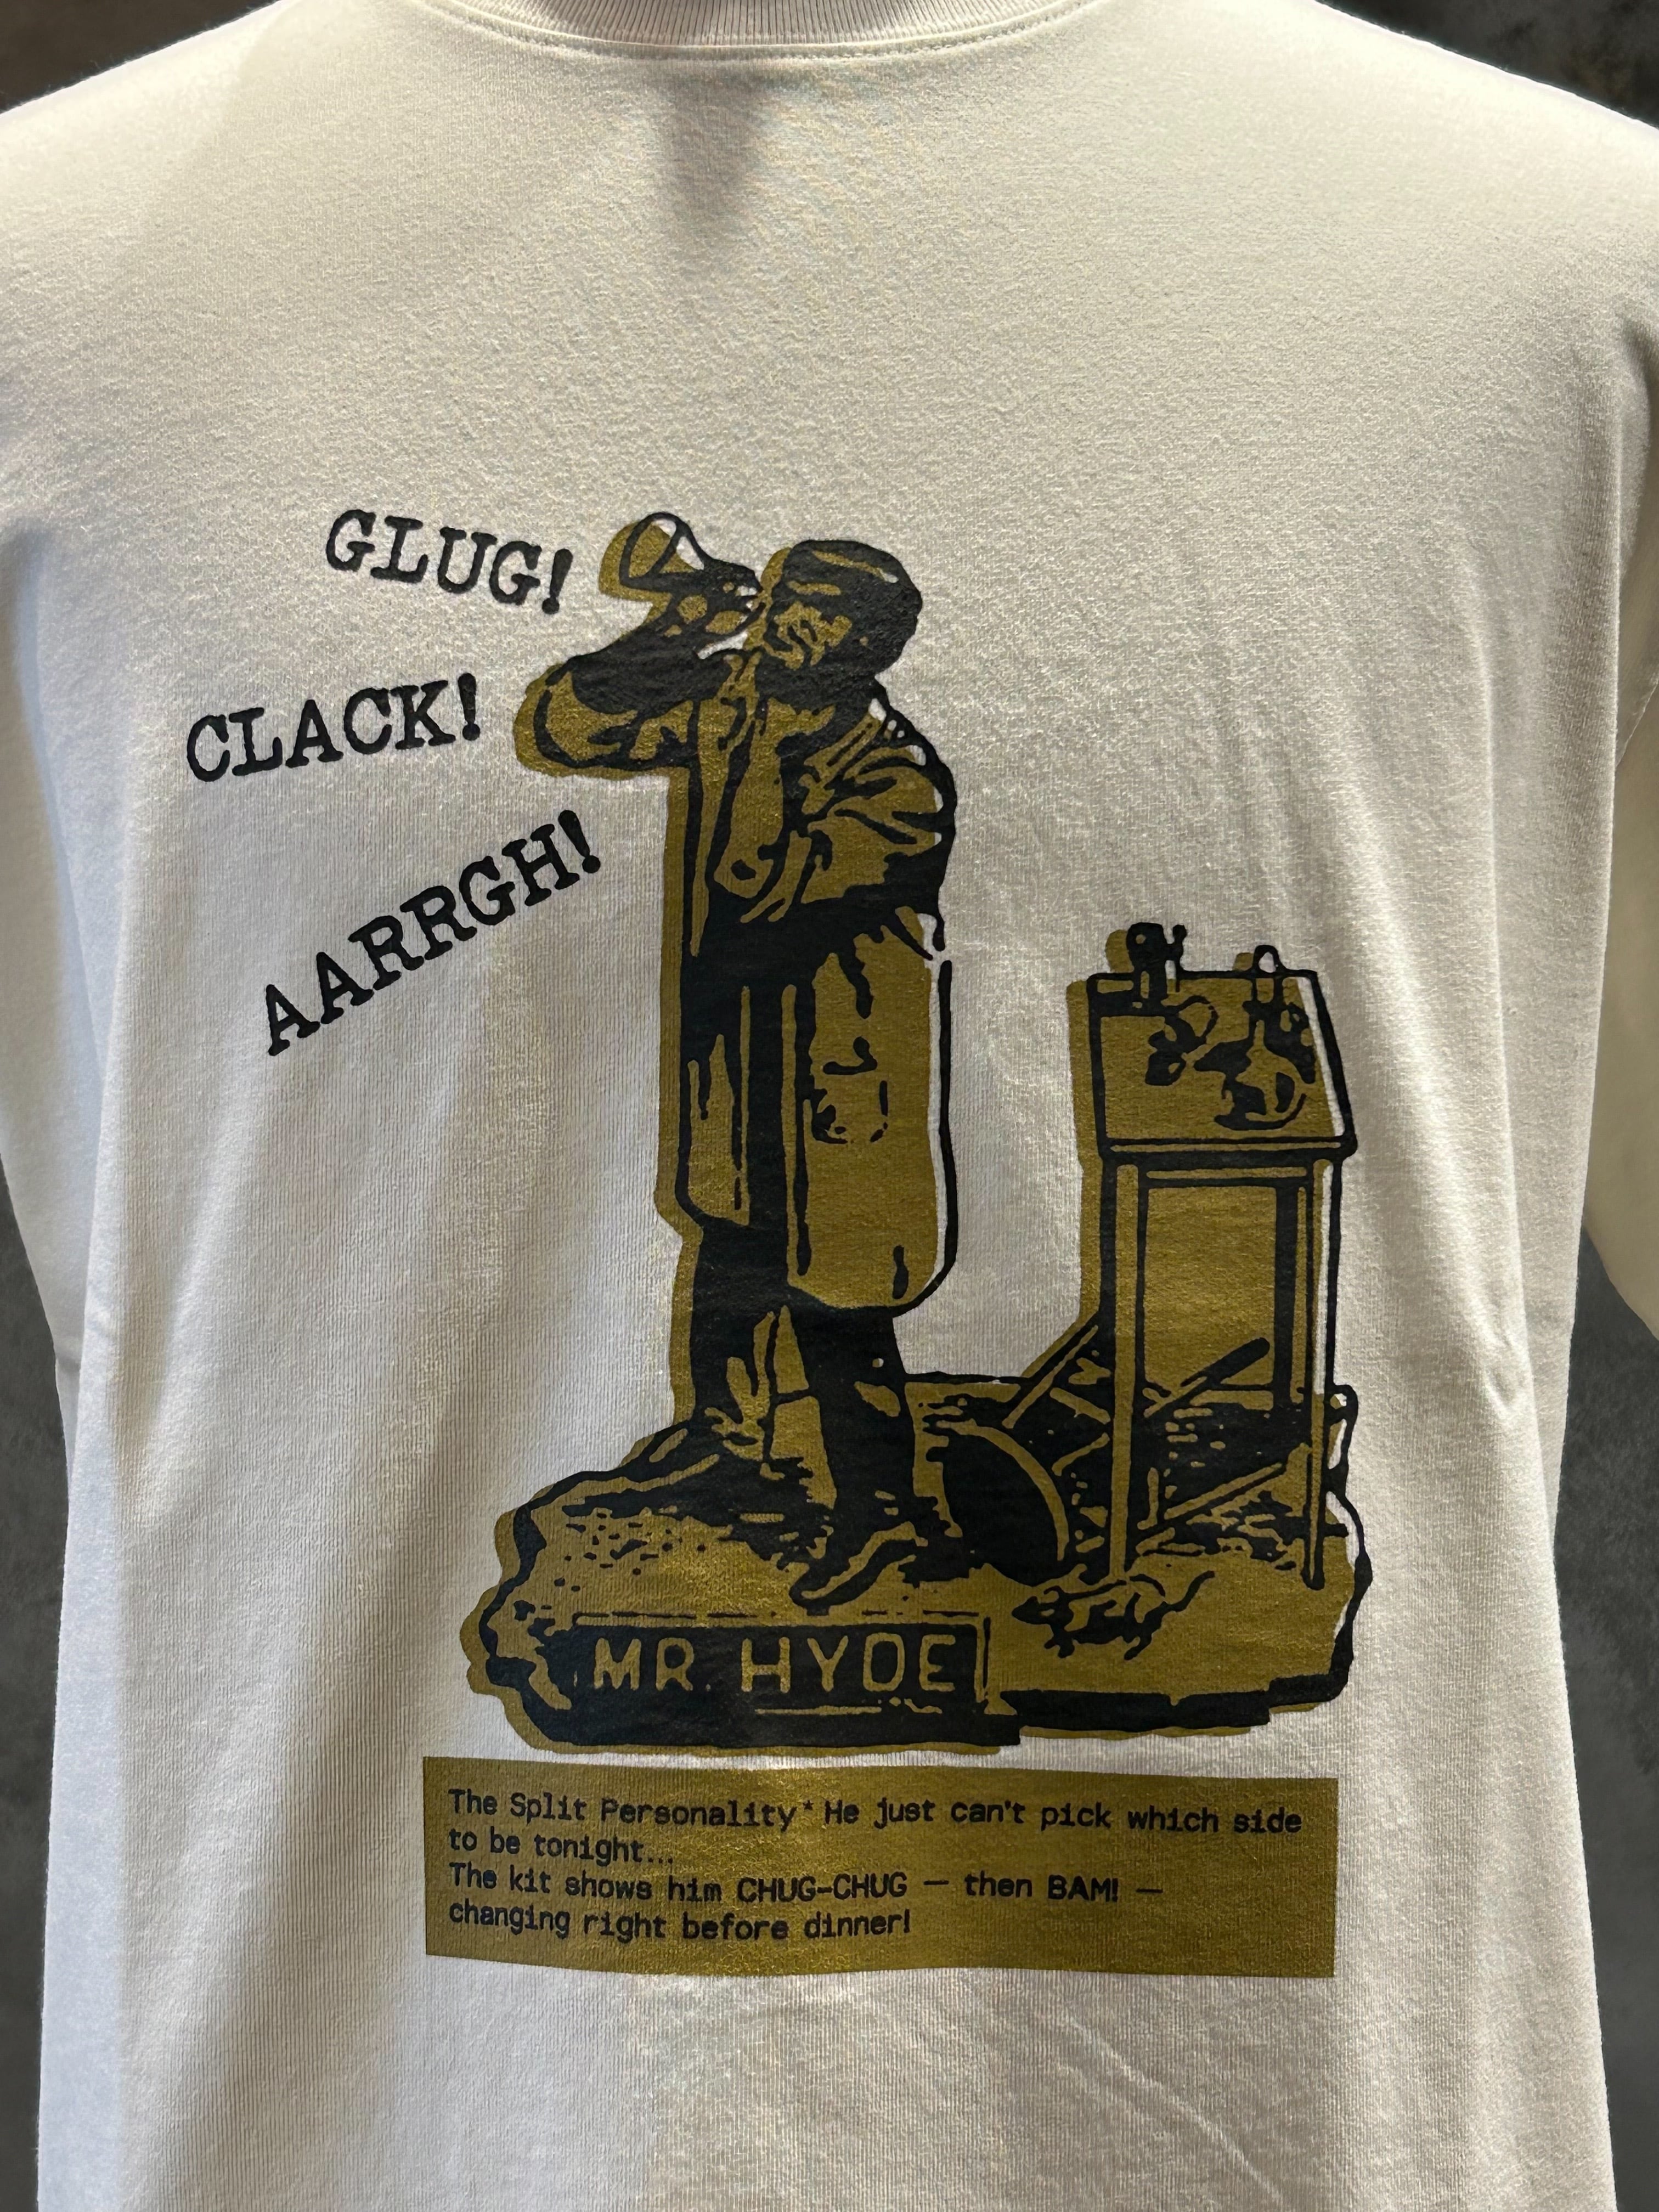 GLUG!
CLACK!
AARRGH!
MR. HYDE
The Split Personality* He just can't pick which side
to be tonight...
The kit shows him CHUG-CHUG — then BAM! —
changing right before dinner!